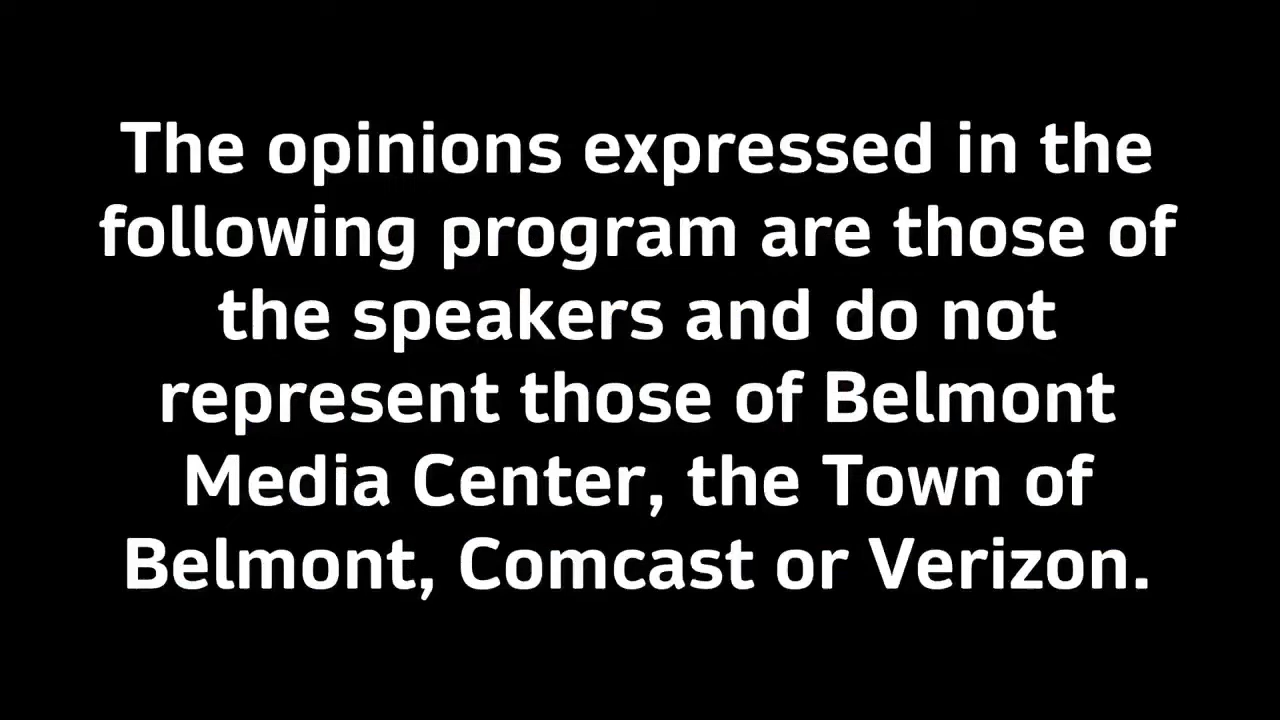 The opinions expressed in the
following program are those of
the speakers and do not
represent those of Belmont
Media Center, the Town of
Belmont, Comcast or Verizon.